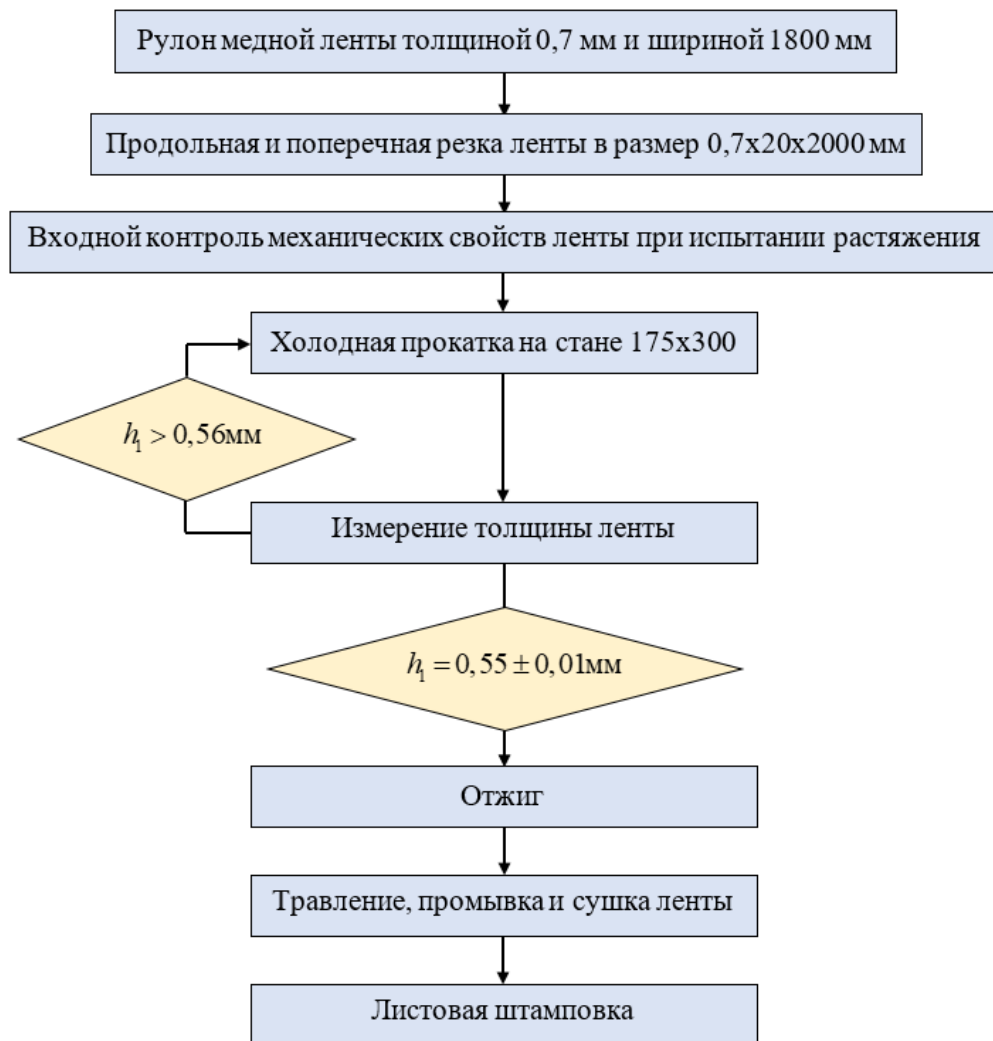 Рулон медной ленты толщиной 0,7 мм и шириной 1800 мм
Продольная и поперечная резка ленты в размер 0,7х20х2000 мм
Входной контроль механических свойств ленты при испытании растяжения
Холодная прокатка на стане 175х300
h₁ > 0,56мм
Измерение толщины ленты
h₁ = 0,55 ± 0,01мм
Отжиг
Травление, промывка и сушка ленты
Листовая штамповка